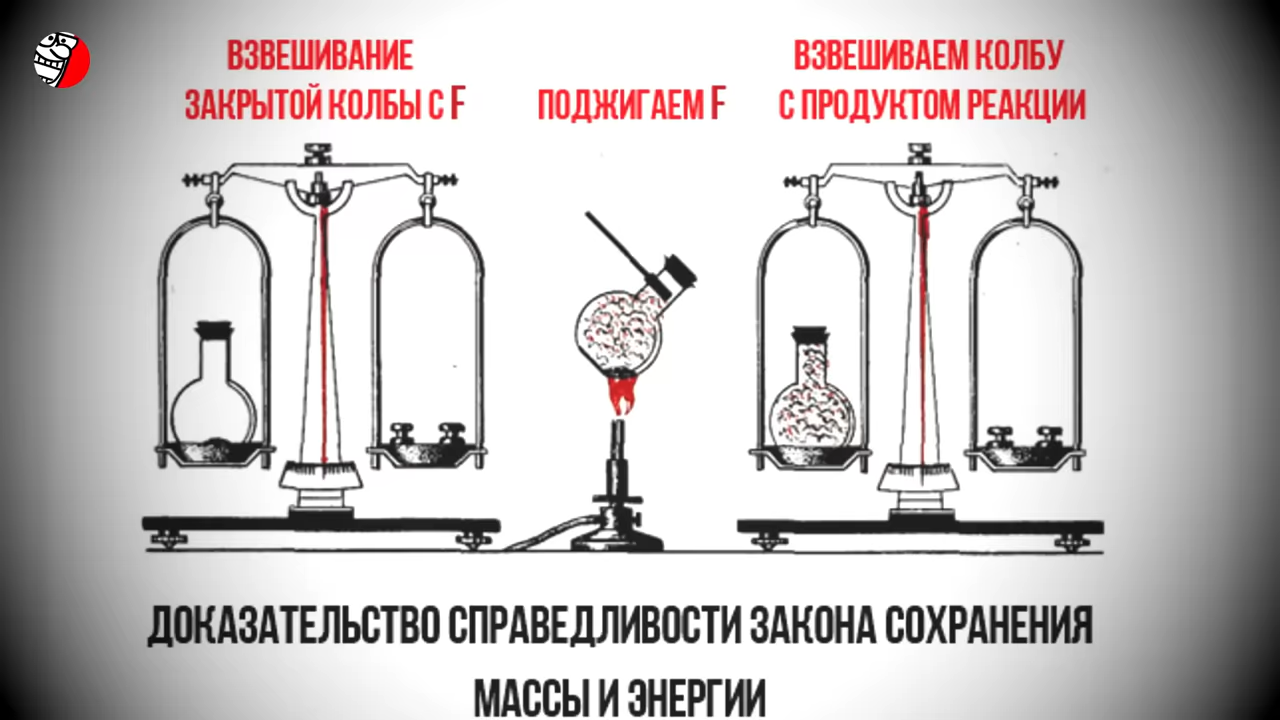 ВЗВЕШИВАНИЕ
ЗАКРЫТОЙ КОЛБЫ С F
ПОДЖИГАЕМ F
ВЗВЕШИВАЕМ КОЛБУ
С ПРОДУКТОМ РЕАКЦИИ
ДОКАЗАТЕЛЬСТВО СПРАВЕДЛИВОСТИ ЗАКОНА СОХРАНЕНИЯ
МАССЫ И ЭНЕРГИИ